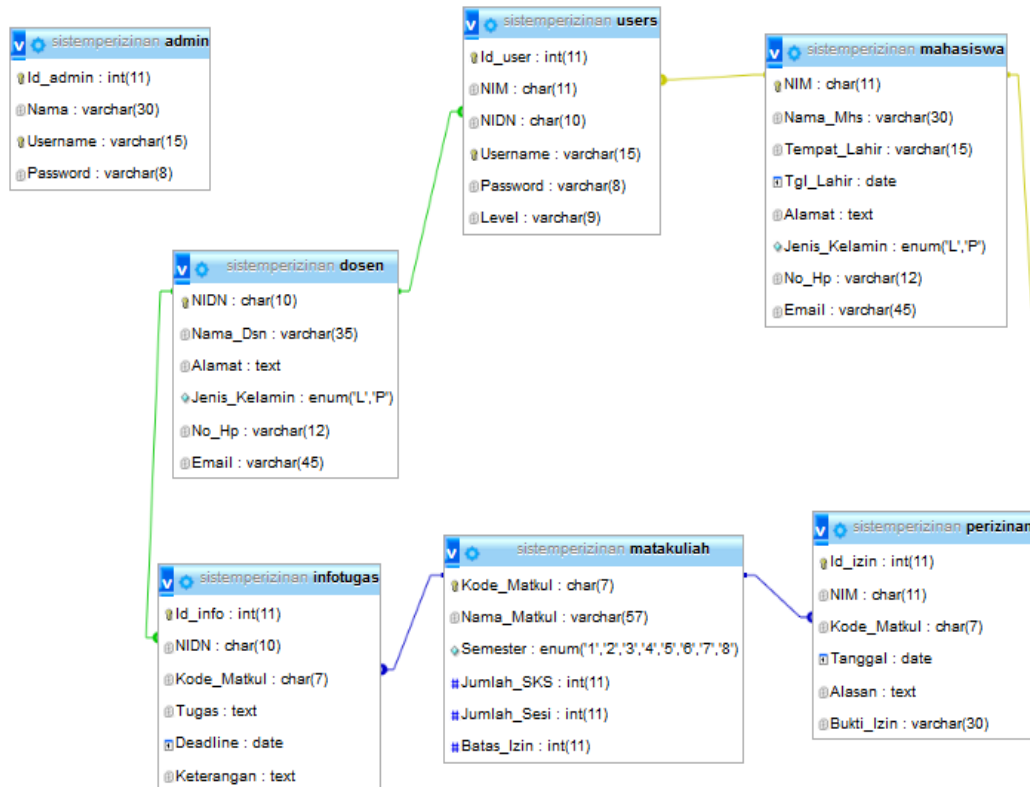 sistemperizinan admin
Id_admin : int(11)
Nama : varchar(30)
Username : varchar(15)
Password : varchar(8)
sistemperizinan users
Id_user : int(11)
NIM : char(11)
NIDN : char(10)
Username : varchar(15)
Password : varchar(8)
Level : varchar(9)
sistemperizinan mahasiswa
NIM : char(11)
Nama_Mhs : varchar(30)
Tempat_Lahir : varchar(15)
Tgl_Lahir : date
Alamat : text
Jenis_Kelamin : enum('L','P')
No_Hp : varchar(12)
Email : varchar(45)
sistemperizinan dosen
NIDN : char(10)
Nama_Dsn : varchar(35)
Alamat : text
Jenis_Kelamin : enum('L','P')
No_Hp : varchar(12)
Email : varchar(45)
sistemperizinan infotugas
Id_info : int(11)
NIDN : char(10)
Kode_Matkul : char(7)
Tugas : text
Deadline : date
Keterangan : text
sistemperizinan matakuliah
Kode_Matkul : char(7)
Nama_Matkul : varchar(57)
Semester : enum('1','2','3','4','5','6','7','8')
#Jumlah_SKS : int(11)
#Jumlah_Sesi : int(11)
#Batas_Izin : int(11)
sistemperizinan perizinan
Id_izin : int(11)
NIM : char(11)
Kode_Matkul : char(7)
Tanggal : date
Alasan : text
Bukti_Izin : varchar(30)